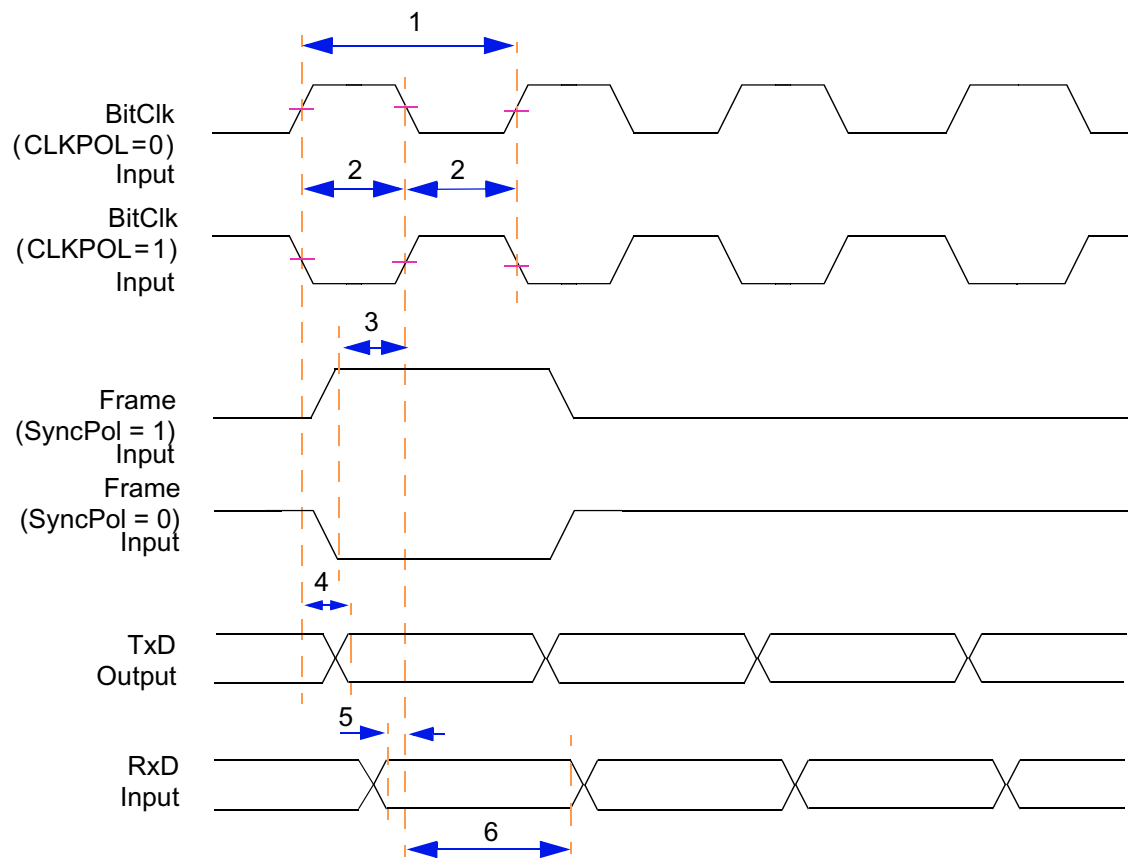 1
BitClk
(CLKPOL=0)
Input
2
2
BitClk
(CLKPOL=1)
Input
3
Frame
(SyncPol = 1)
Input
Frame
(SyncPol = 0)
Input
4
TxD
Output
5
RxD
Input
6